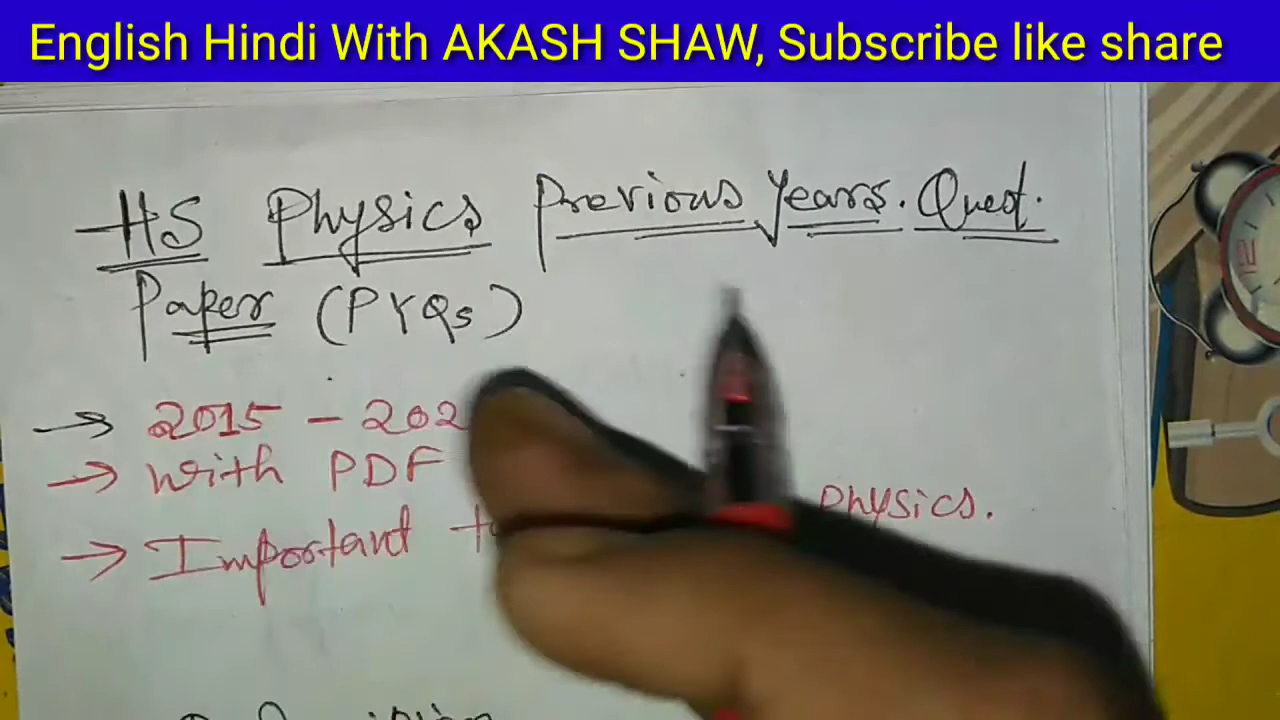 English Hindi With AKASH SHAW, Subscribe like share
HS Physics Previous Years. Quest.
Paper (PYQs)
→ 2015 - 202
→ With PDF
→ Important
Physics.